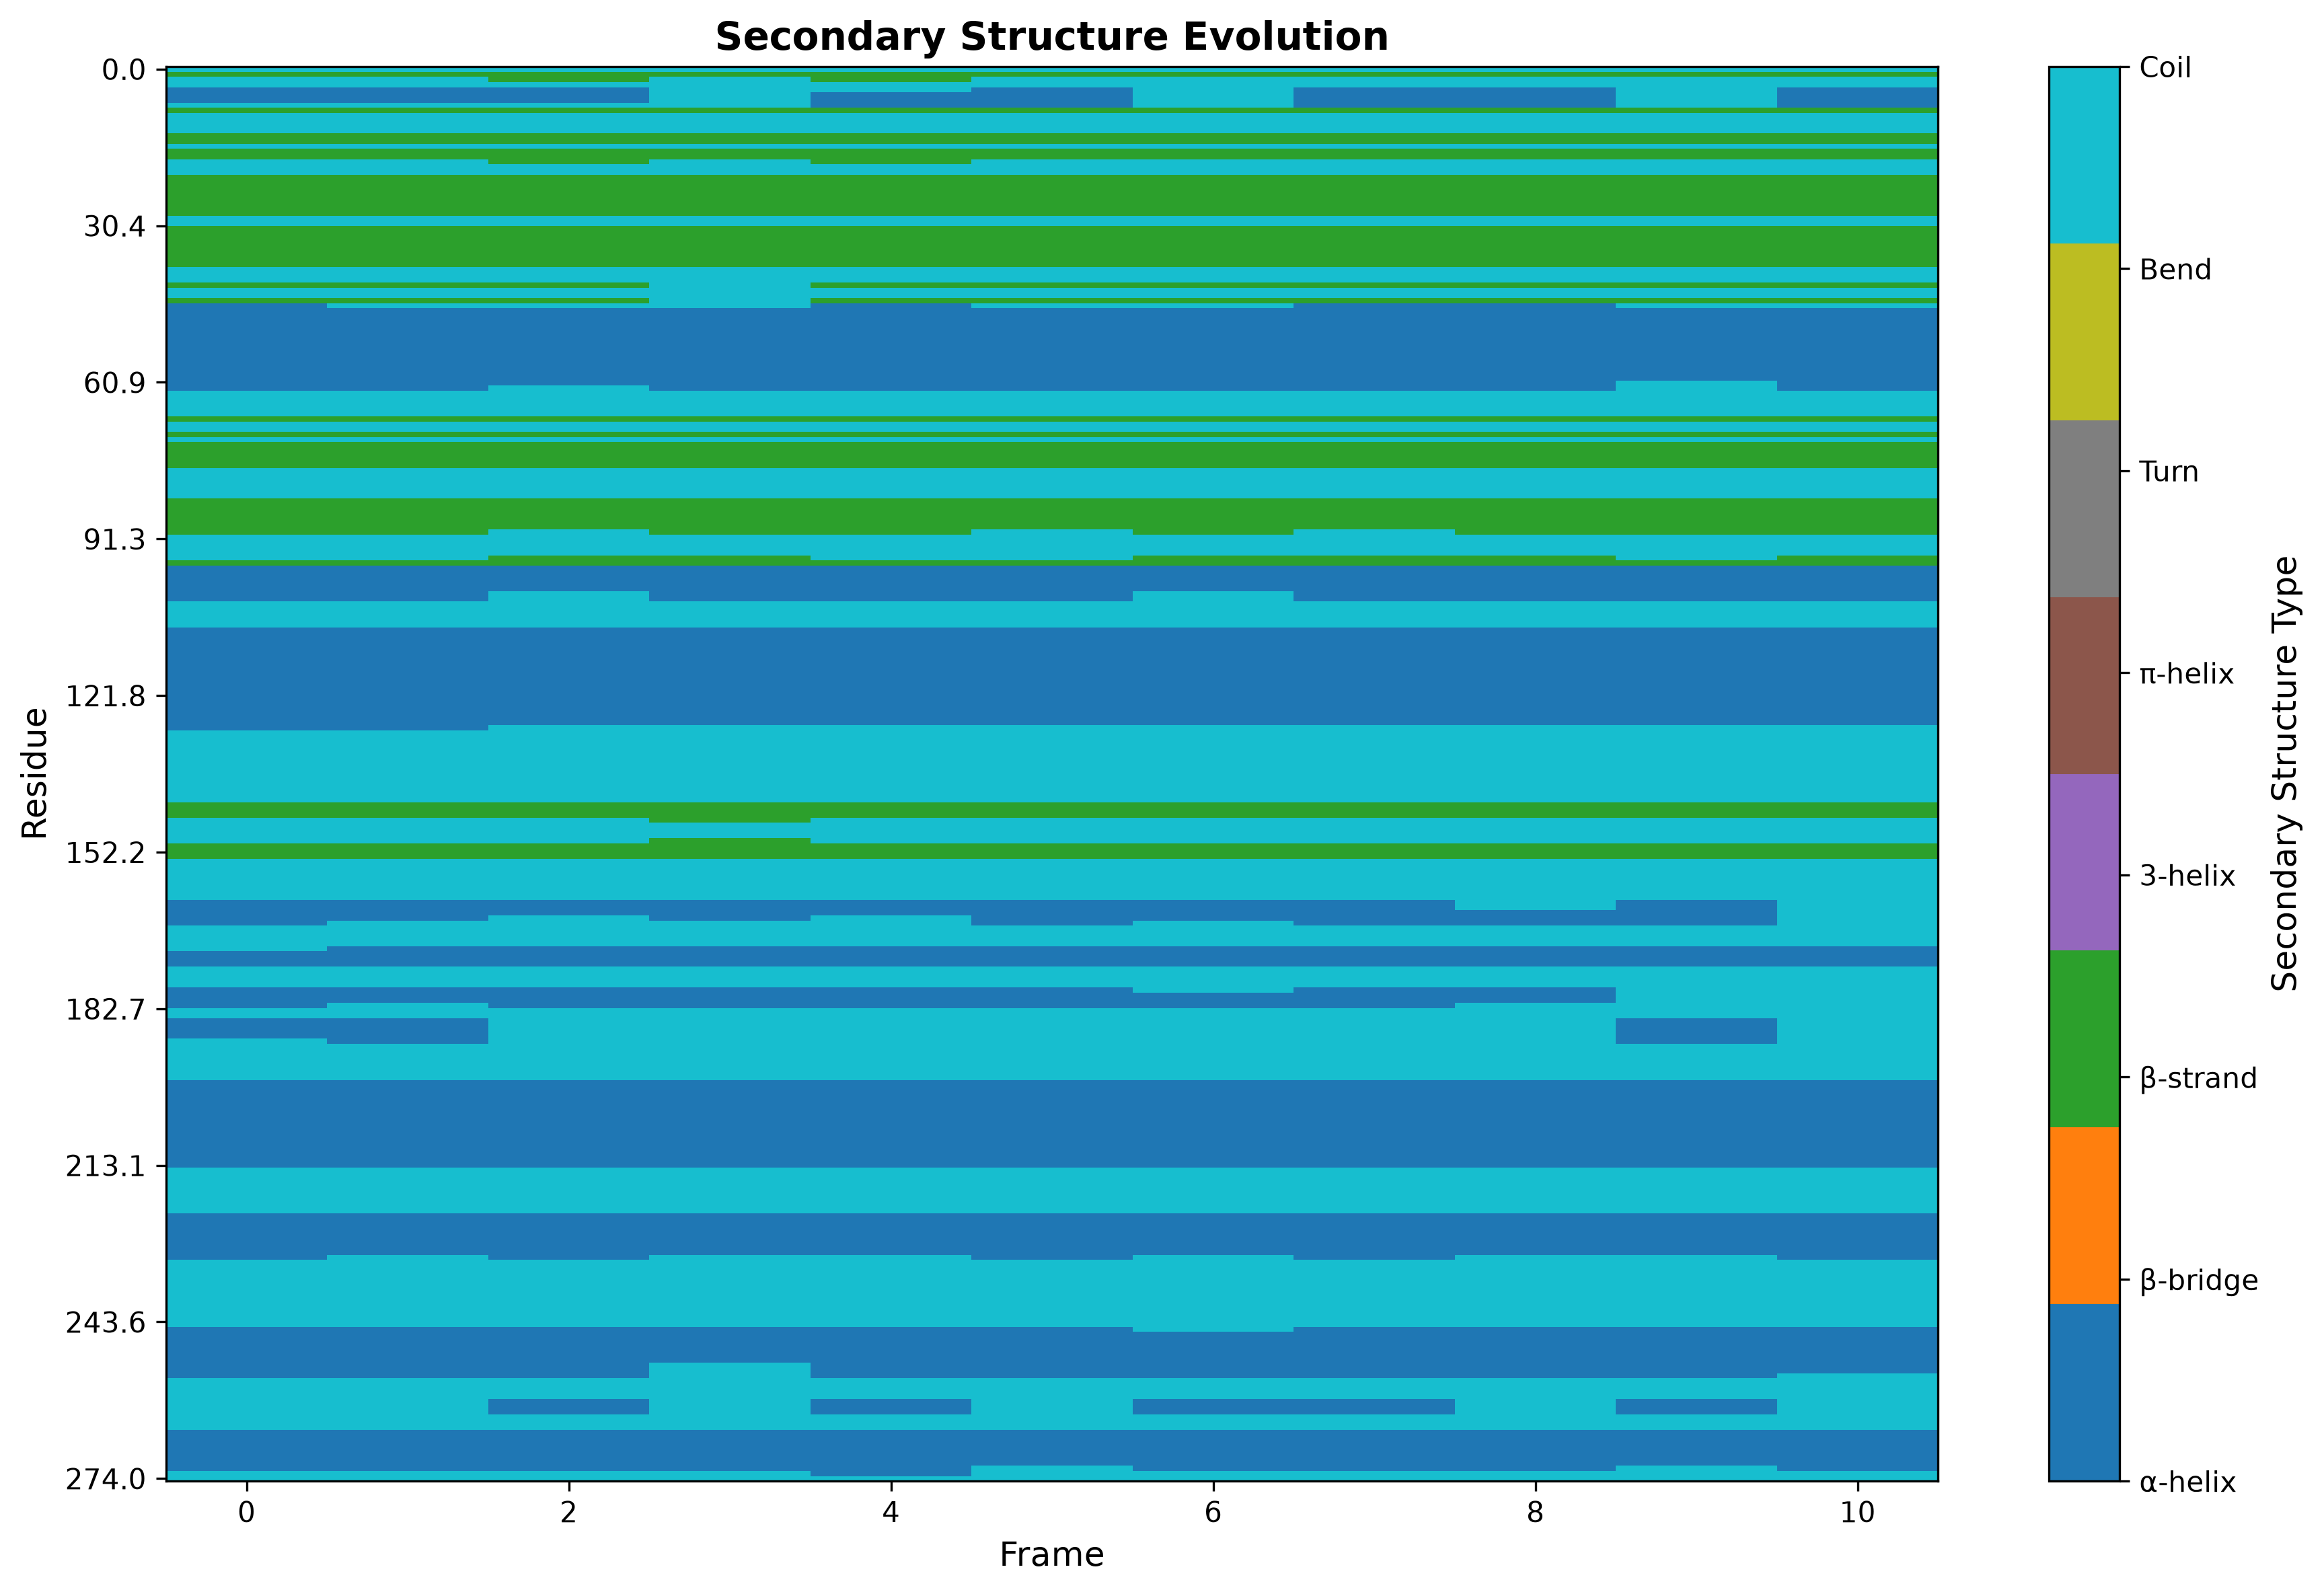 Secondary Structure Evolution
0.0
30.4
60.9
91.3
121.8
152.2
182.7
213.1
243.6
274.0
Residue
0 2 4 6 8 10
Frame
Coil
Bend
Turn
π-helix
3-helix
β-strand
β-bridge
α-helix
Secondary Structure Type